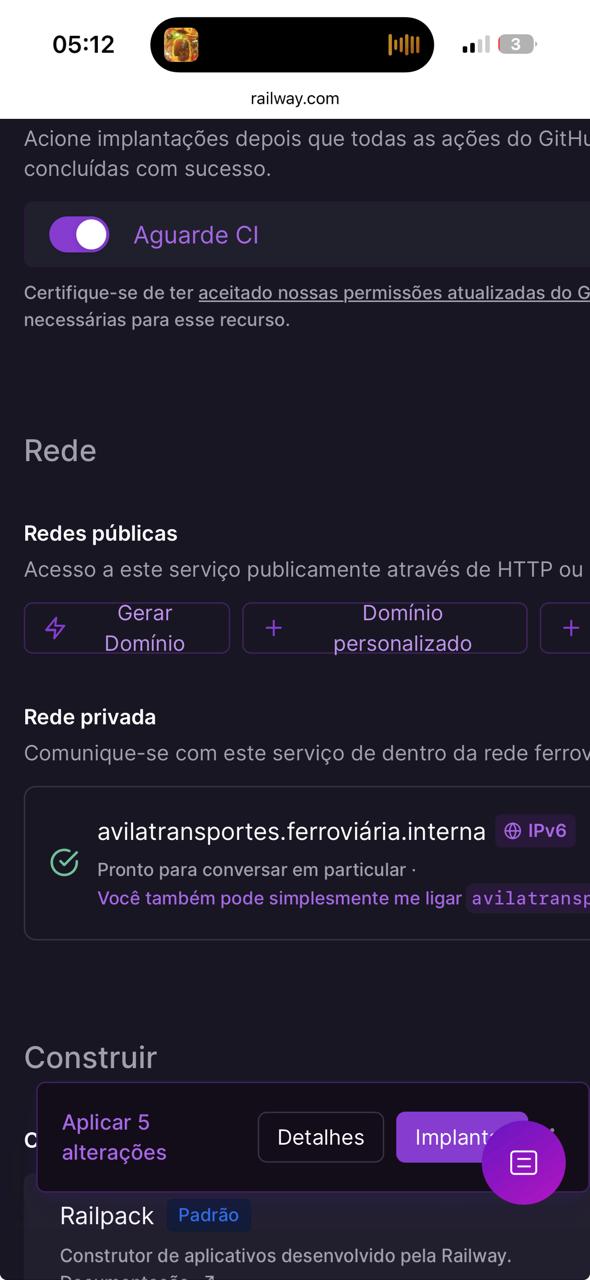 05:12
3
railway.com
Acione implantações depois que todas as ações do GitHu
concluídas com sucesso.
Aguarde CI
Certifique-se de ter aceitado nossas permissões atualizadas do G
necessárias para esse recurso.
Rede
Redes públicas
Acesso a este serviço publicamente através de HTTP ou
Gerar
Domínio
Domínio
personalizado
Rede privada
Comunique-se com este serviço de dentro da rede ferrov
avilatransportes.ferroviária.interna IPv6
Pronto para conversar em particular ·
Você também pode simplesmente me ligar avilatransp
Construir
Aplicar 5
alterações
Detalhes
Implant
Railpack Padrão
Construtor de aplicativos desenvolvido pela Railway.